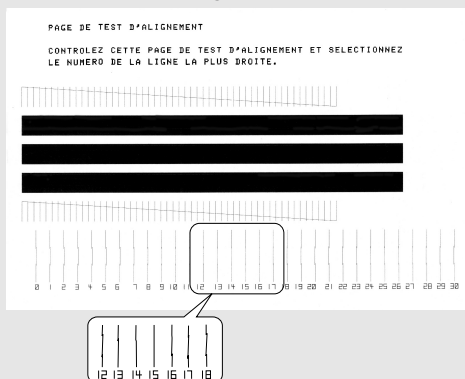 PAGE DE TEST D'ALIGNEMENT
CONTROLEZ CETTE PAGE DE TEST D'ALIGNEMENT ET SELECTIONNEZ
LE NUMERO DE LA LIGNE LA PLUS DROITE.
0 1 2 3 4 5 6 7 8 9 10 11 12 13 14 15 16 17 18 19 20 21 22 23 24 25 26 27 28 29 30
12 13 14 15 16 17 18